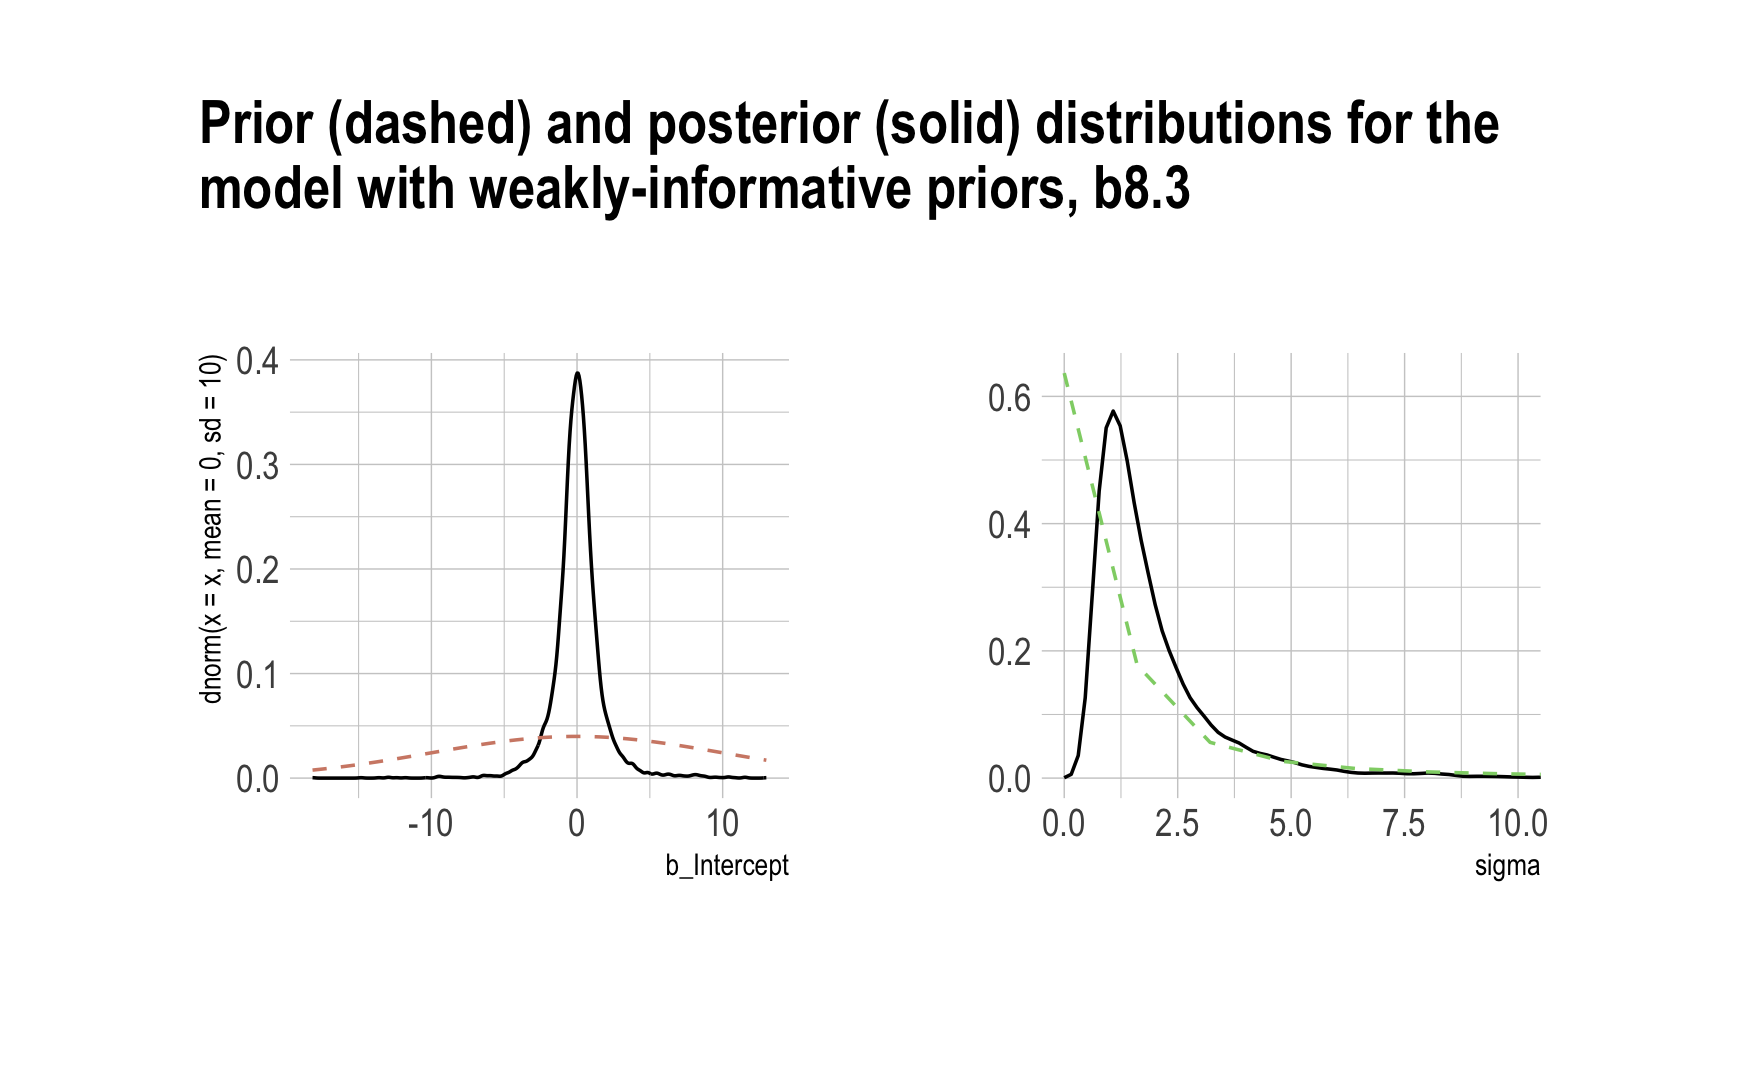 Prior (dashed) and posterior (solid) distributions for the
model with weakly-informative priors, b8.3
dnorm(x = x, mean = 0, sd = 10)
0.4
0.3
0.2
0.1
0.0
-10 0 10
b_Intercept
0.6
0.4
0.2
0.0
0.0 2.5 5.0 7.5 10.0
sigma